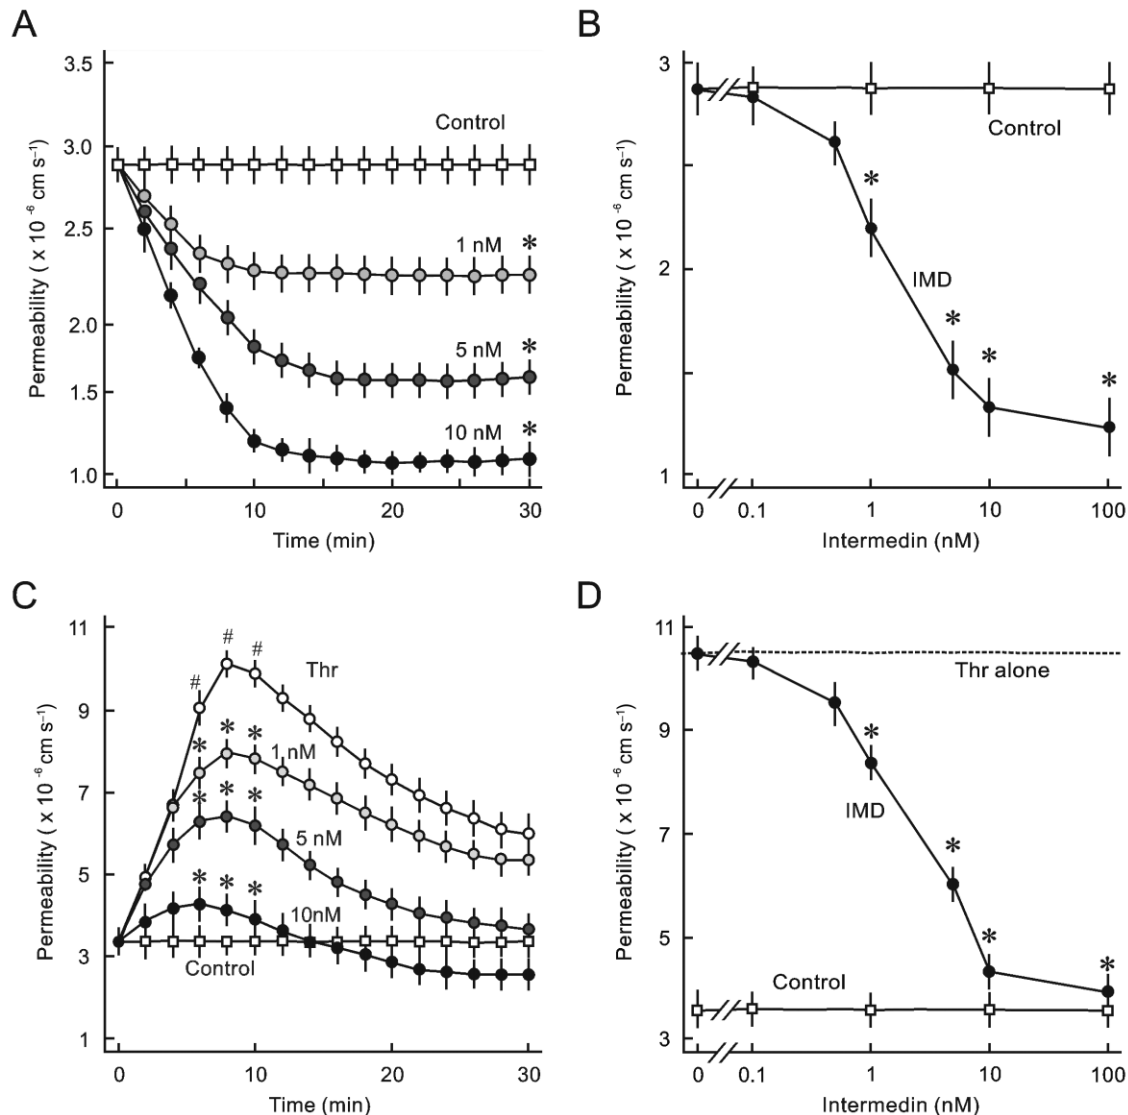 A
3.5
3.0
2.5
1.0
1.5
1.0
Permeability ( x 10⁻⁶ cm s⁻¹)
Control
1 nM
*
5 nM
*
10 nM
*
0
10
20
30
Time (min)
B
3
2
1
Permeability ( x 10⁻⁶ cm s⁻¹)
Control
IMD
*
*
*
*
0
0.1
1
10
100
Intermedin (nM)
C
11
9
7
5
3
1
Permeability ( x 10⁻⁶ cm s⁻¹)
# # #
Thr
* * *
1 nM
* * *
5 nM
* * *
10nM
Control
0
10
20
30
Time (min)
D
11
9
7
5
3
Permeability ( x 10⁻⁶ cm s⁻¹)
Thr alone
IMD
*
*
*
*
Control
0
0.1
1
10
100
Intermedin (nM)